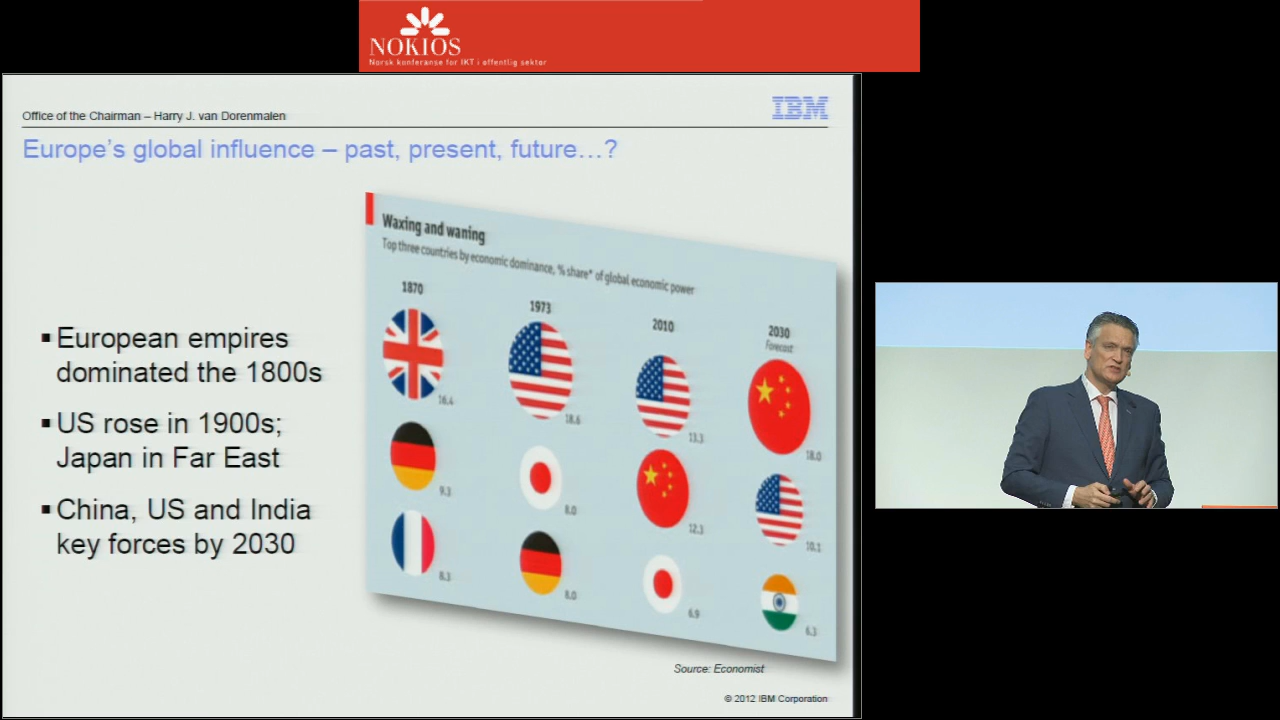 NOKIOS
Norsk konferanse for IKT i offentlig sektor
Office of the Chairman – Harry J. van Dorenmalen
IBM
Europe's global influence – past, present, future…?
▪European empires
dominated the 1800s
▪US rose in 1900s;
Japan in Far East
▪China, US and India
key forces by 2030
Waxing and waning
Top three countries by economic dominance, % share* of global economic power
1870
1973
2010
2030
Forecast
16.4
18.6
13.3
18.0
9.3
8.0
12.3
10.1
8.3
8.0
6.9
6.3
Source: Economist
© 2012 IBM Corporation